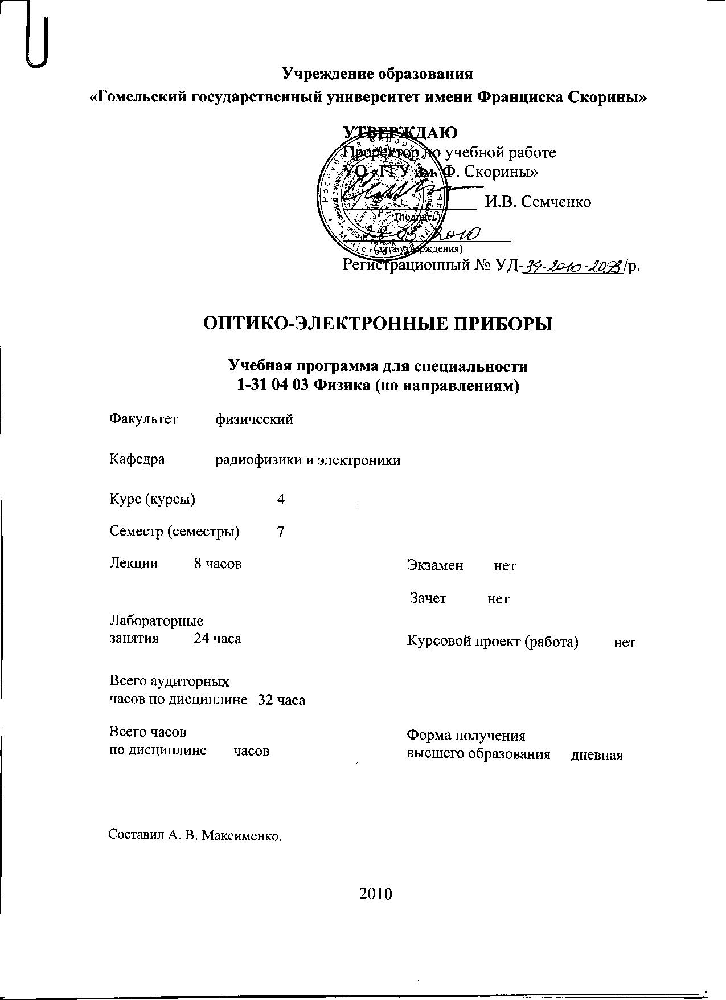 Учреждение образования
«Гомельский государственный университет имени Франциска Скорины»
УТВЕРЖДАЮ
Проректор по учебной работе
УО «ГГУ им. Ф. Скорины»
И.В. Семченко
(подпись)
2010
(дата утверждения)
Регистрационный № УД-39-2010-2093/р.
ОПТИКО-ЭЛЕКТРОННЫЕ ПРИБОРЫ
Учебная программа для специальности
1-31 04 03 Физика (по направлениям)
Факультет физический
Кафедра радиофизики и электроники
Курс (курсы) 4
Семестр (семестры) 7
Лекции 8 часов
Экзамен нет
Зачет нет
Лабораторные
занятия 24 часа
Курсовой проект (работа) нет
Всего аудиторных
часов по дисциплине 32 часа
Всего часов
по дисциплине часов
Форма получения
высшего образования дневная
Составил А. В. Максименко.
2010